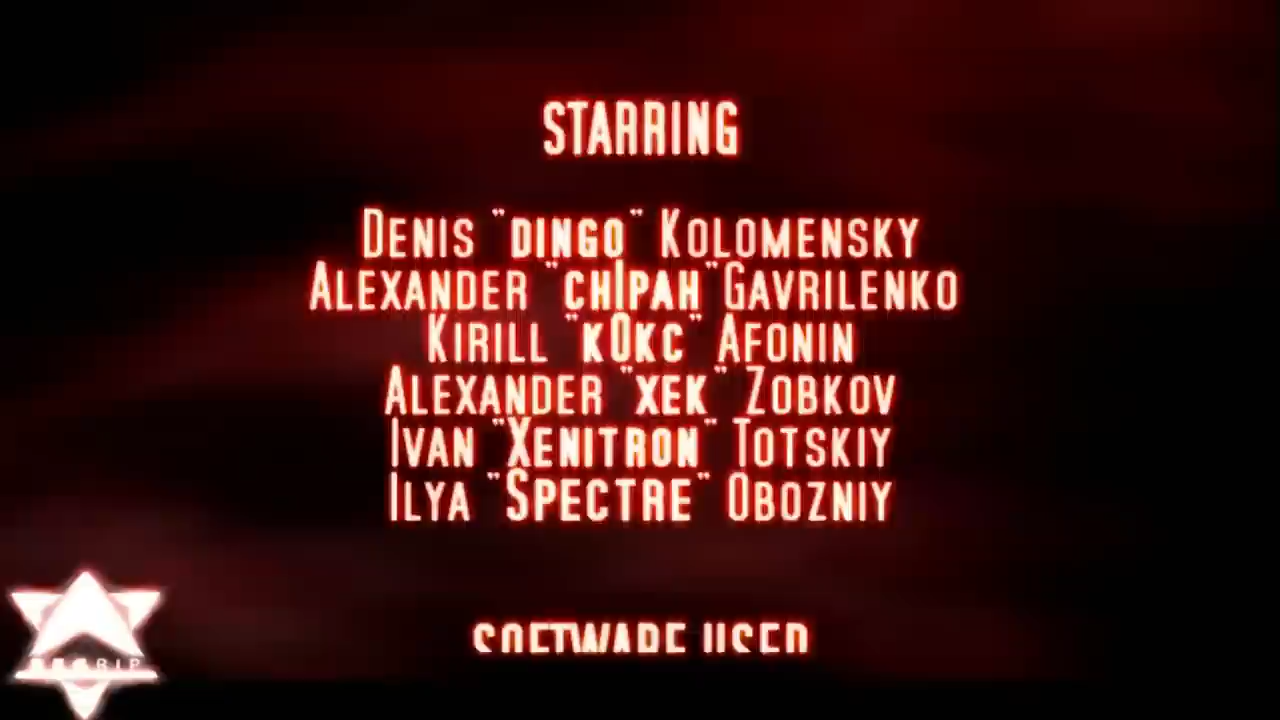 STARRING
DENIS "DINGO" KOLOMENSKY
ALEXANDER "CHIPAH" GAVRILENKO
KIRILL "K0KC" AFONIN
ALEXANDER "XEK" ZOBKOV
IVAN "XENITRON" TOTSKIY
ILYA "SPECTRE" OBOZNIY
SOFTWARE USED